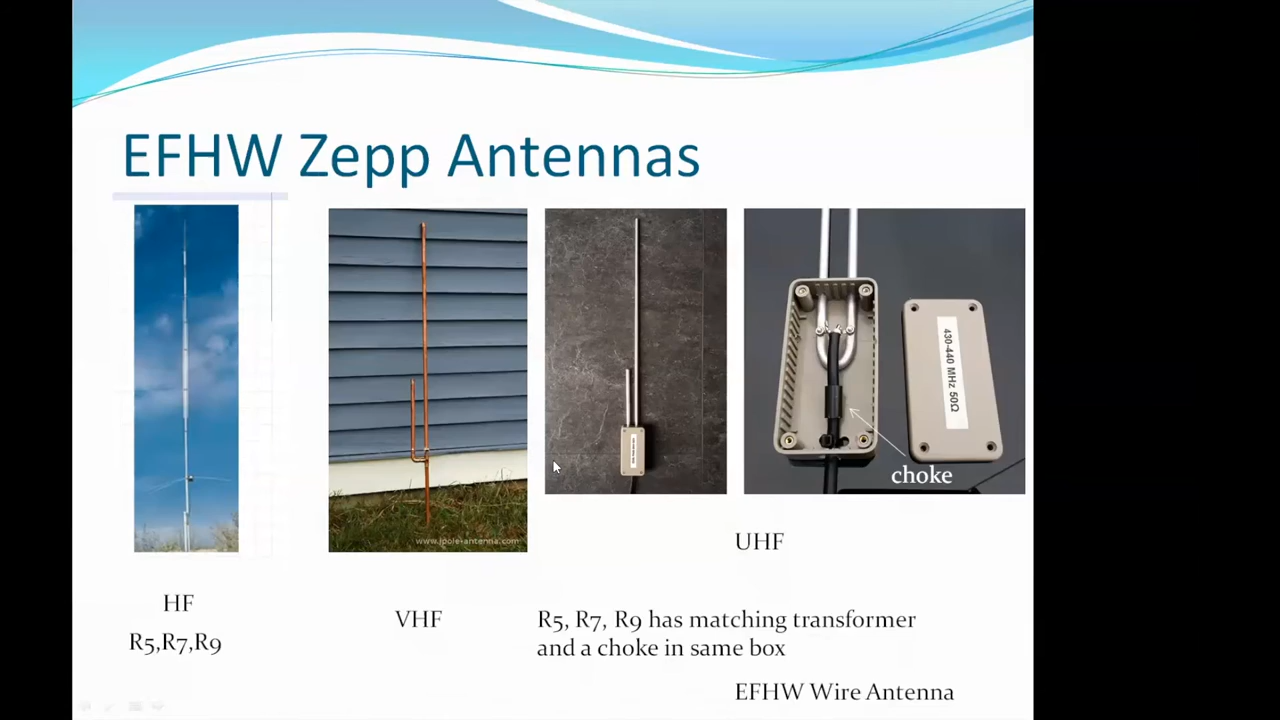 EFHW Zepp Antennas
www.jpole-antenna.com
430-440 MHz 50Ω
choke
UHF
HF
R5,R7,R9
VHF
R5, R7, R9 has matching transformer
and a choke in same box
EFHW Wire Antenna